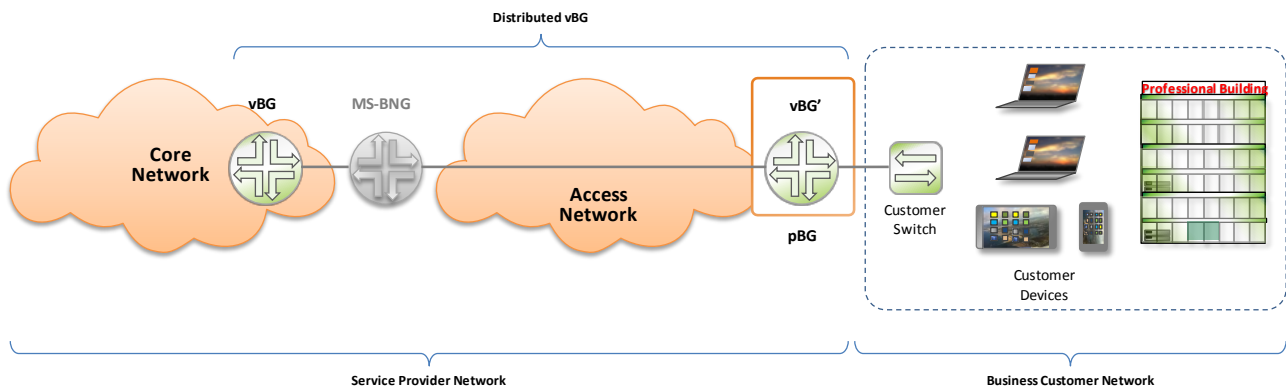 Distributed vBG
vBG
MS-BNG
vBG’
Professional Building
Core
Network
Access
Network
pBG
Customer
Switch
Customer
Devices
Service Provider Network
Business Customer Network